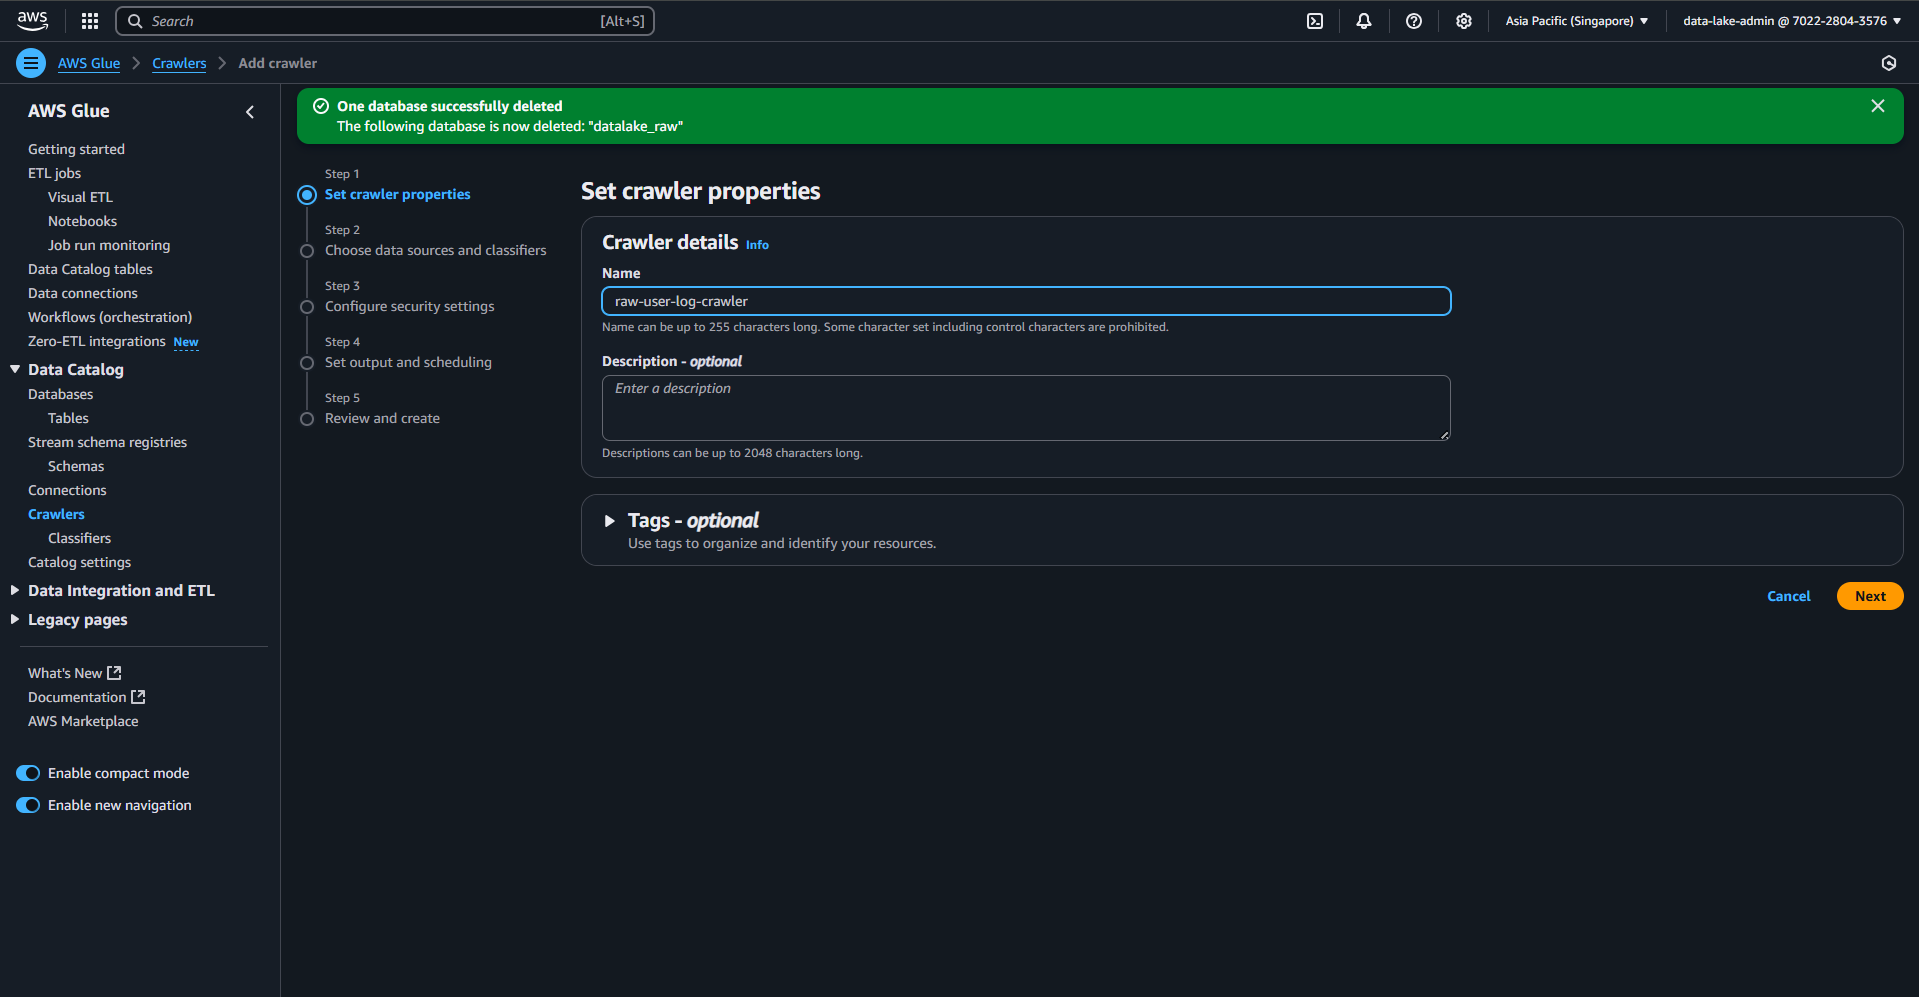 aws
Search [Alt+S]
Asia Pacific (Singapore)
data-lake-admin @ 7022-2804-3576
AWS Glue
Crawlers
Add crawler
AWS Glue
Getting started
ETL jobs
Visual ETL
Notebooks
Job run monitoring
Data Catalog tables
Data connections
Workflows (orchestration)
Zero-ETL integrations New
Data Catalog
Databases
Tables
Stream schema registries
Schemas
Connections
Crawlers
Classifiers
Catalog settings
Data Integration and ETL
Legacy pages
What's New
Documentation
AWS Marketplace
Enable compact mode
Enable new navigation
One database successfully deleted
The following database is now deleted: "datalake_raw"
Step 1
Set crawler properties
Step 2
Choose data sources and classifiers
Step 3
Configure security settings
Step 4
Set output and scheduling
Step 5
Review and create
Set crawler properties
Crawler details Info
Name
raw-user-log-crawler
Name can be up to 255 characters long. Some character set including control characters are prohibited.
Description - optional
Enter a description
Descriptions can be up to 2048 characters long.
Tags - optional
Use tags to organize and identify your resources.
Cancel
Next